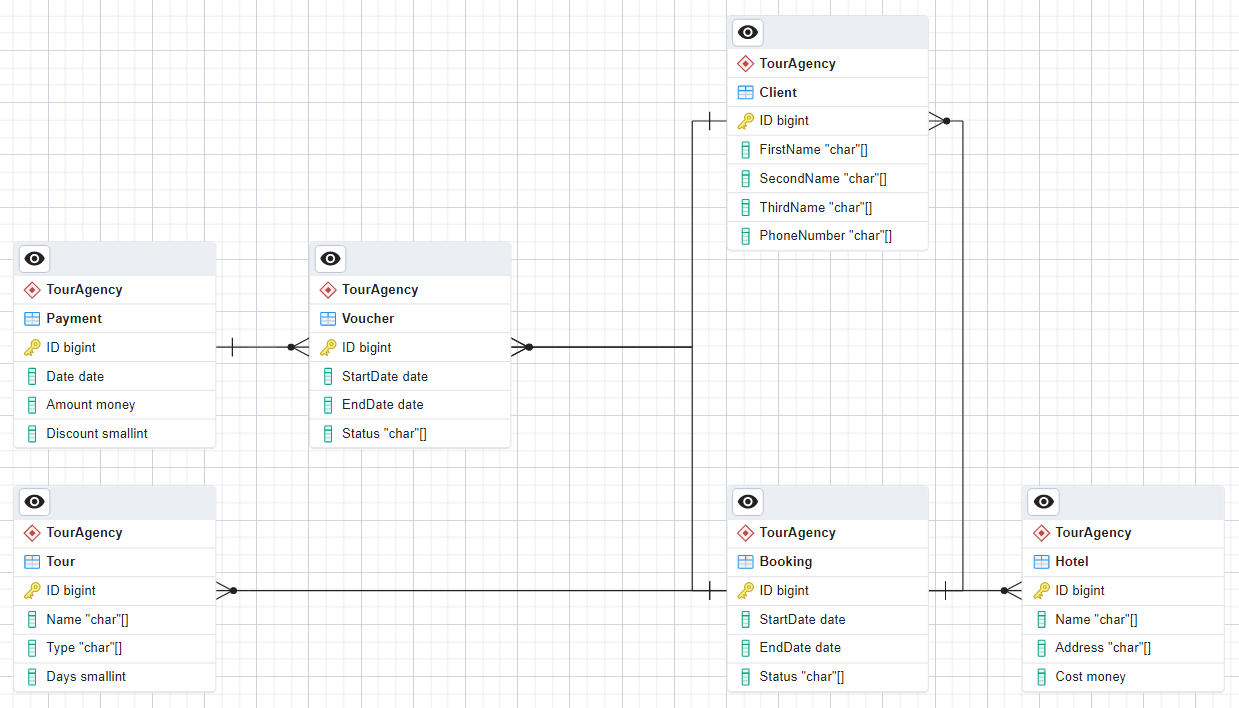 TourAgency
Client
ID bigint
FirstName "char"[]
SecondName "char"[]
ThirdName "char"[]
PhoneNumber "char"[]
TourAgency
Payment
ID bigint
Date date
Amount money
Discount smallint
TourAgency
Voucher
ID bigint
StartDate date
EndDate date
Status "char"[]
TourAgency
Tour
ID bigint
Name "char"[]
Type "char"[]
Days smallint
TourAgency
Booking
ID bigint
StartDate date
EndDate date
Status "char"[]
TourAgency
Hotel
ID bigint
Name "char"[]
Address "char"[]
Cost money